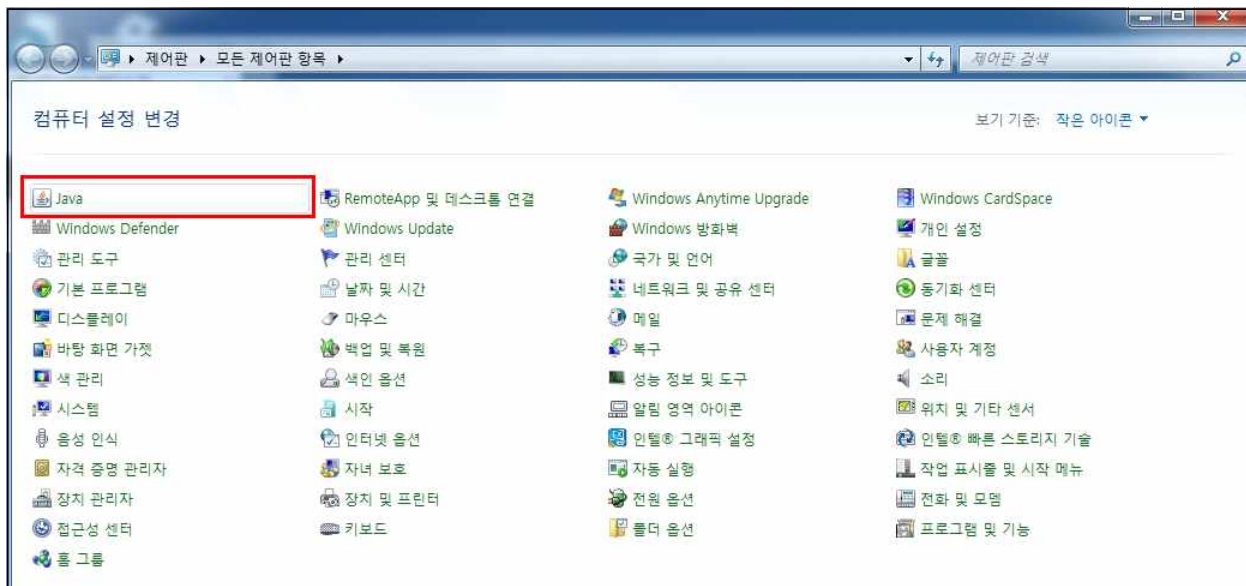 제어판 ▸ 모든 제어판 항목 ▸
제어판 검색
컴퓨터 설정 변경
보기 기준: 작은 아이콘
Java RemoteApp 및 데스크톱 연결 Windows Anytime Upgrade Windows CardSpace
Windows Defender Windows Update Windows 방화벽 개인 설정
관리 도구 관리 센터 국가 및 언어 글꼴
기본 프로그램 날짜 및 시간 네트워크 및 공유 센터 동기화 센터
디스플레이 마우스 메일 문제 해결
바탕 화면 가젯 백업 및 복원 복구 사용자 계정
색 관리 색인 옵션 성능 정보 및 도구 소리
시스템 시작 알림 영역 아이콘 위치 및 기타 센서
음성 인식 인터넷 옵션 인텔® 그래픽 설정 인텔® 빠른 스토리지 기술
자격 증명 관리자 자녀 보호 자동 실행 작업 표시줄 및 시작 메뉴
장치 관리자 장치 및 프린터 전원 옵션 전화 및 모뎀
접근성 센터 키보드 폴더 옵션 프로그램 및 기능
홈 그룹